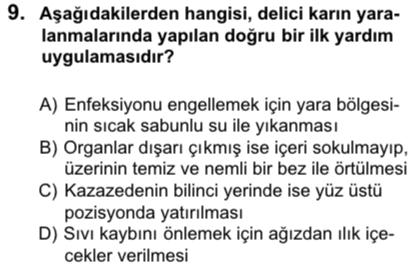 9. Aşağıdakilerden hangisi, delici karın yara-
lanmalarında yapılan doğru bir ilk yardım
uygulamasıdır?
A) Enfeksiyonu engellemek için yara bölgesi-
nin sıcak sabunlu su ile yıkanması
B) Organlar dışarı çıkmış ise içeri sokulmayıp,
üzerinin temiz ve nemli bir bez ile örtülmesi
C) Kazazedenin bilinci yerinde ise yüz üstü
pozisyonda yatırılması
D) Sıvı kaybını önlemek için ağızdan ılık içe-
cekler verilmesi